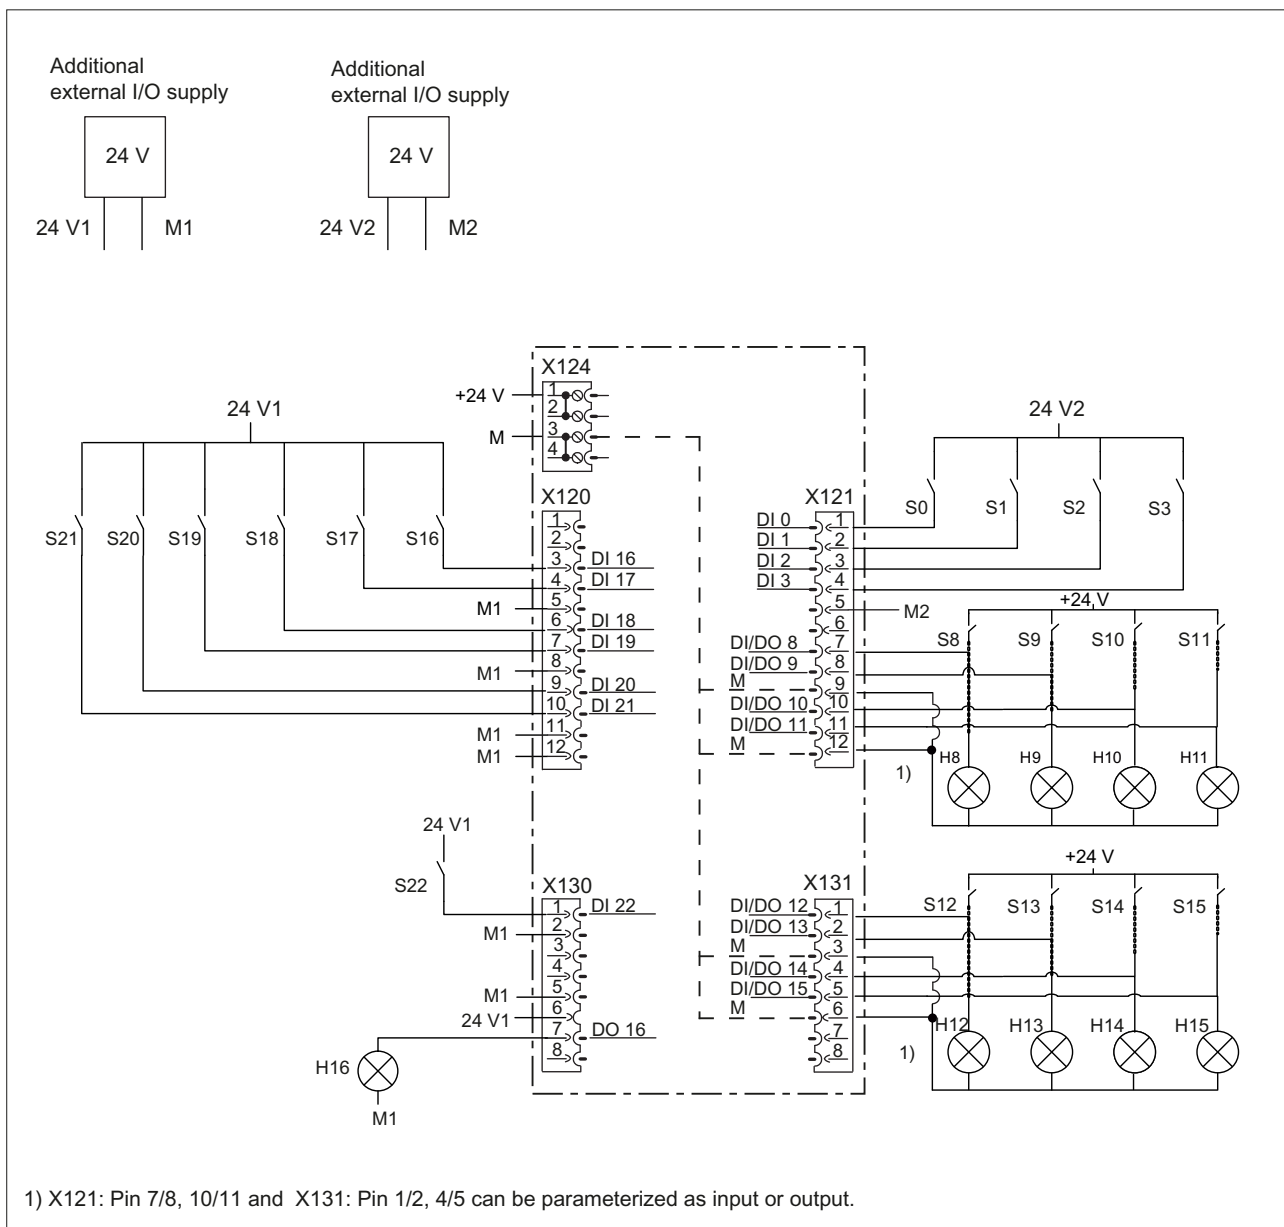 Additional
external I/O supply
24 V
24 V1
M1
Additional
external I/O supply
24 V
24 V2
M2
X124
+24 V
M
1
2
3
4
24 V1
S21
S20
S19
S18
S17
S16
X120
1
2
3
4
5
6
7
8
9
10
11
12
DI 16
DI 17
M1
DI 18
DI 19
M1
DI 20
DI 21
M1
M1
24 V2
S0
S1
S2
S3
X121
DI 0
DI 1
DI 2
DI 3
DI/DO 8
DI/DO 9
M
DI/DO 10
DI/DO 11
M
1
2
3
4
5
6
7
8
9
10
11
12
M2
+24 V
S8
S9
S10
S11
H8
H9
H10
H11
1)
24 V1
S22
X130
1
2
3
4
5
6
7
8
DI 22
M1
M1
24 V1
DO 16
H16
M1
X131
DI/DO 12
DI/DO 13
M
DI/DO 14
DI/DO 15
M
1
2
3
4
5
6
7
8
+24 V
S12
S13
S14
S15
H12
H13
H14
H15
1)
1) X121: Pin 7/8, 10/11 and X131: Pin 1/2, 4/5 can be parameterized as input or output.